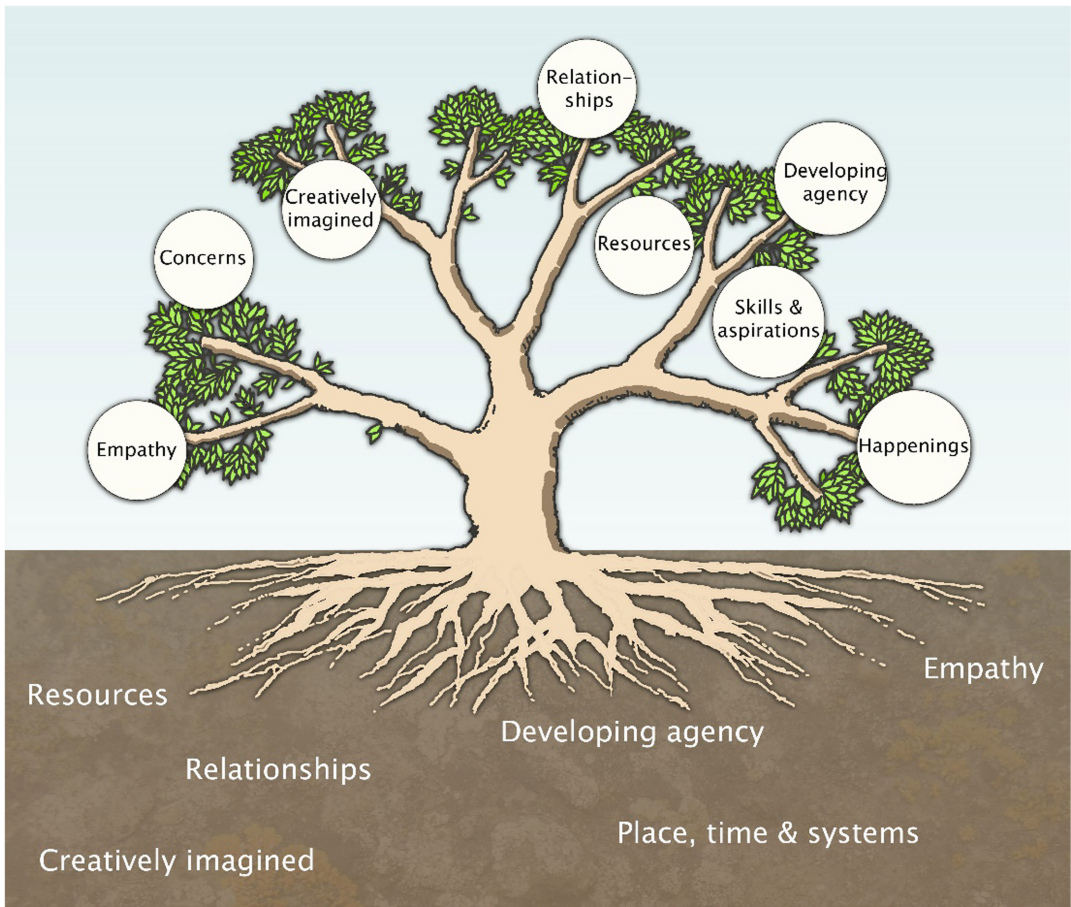 Relation-
ships
Developing
agency
Creatively
imagined
Resources
Concerns
Skills &
aspirations
Empathy
Happenings
Empathy
Resources
Developing agency
Relationships
Place, time & systems
Creatively imagined